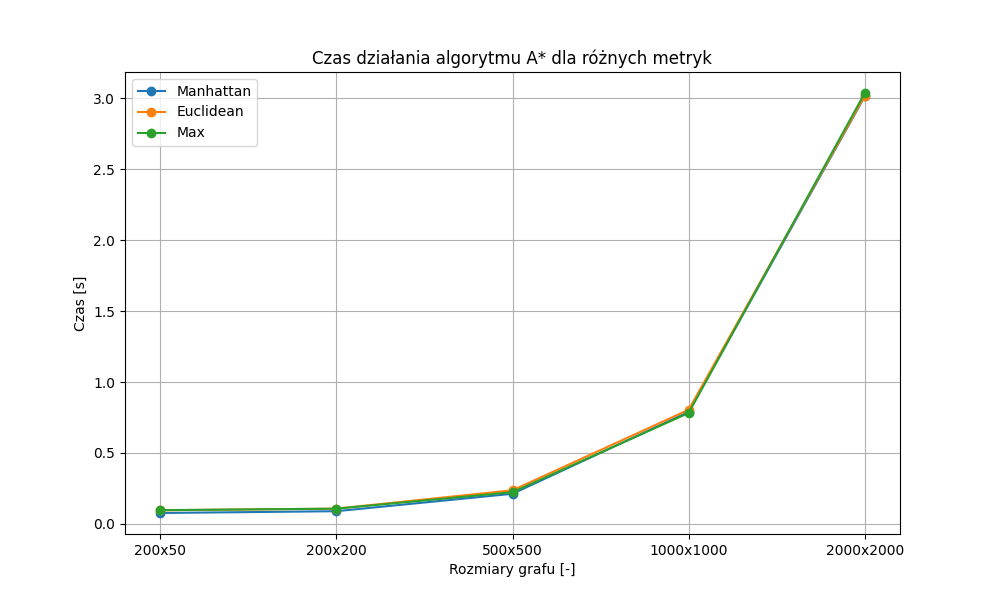 Czas działania algorytmu A* dla różnych metryk
Manhattan
Euclidean
Max
3.0
2.5
2.0
1.5
1.0
0.5
0.0
Czas [s]
200x50 200x200 500x500 1000x1000 2000x2000
Rozmiary grafu [-]